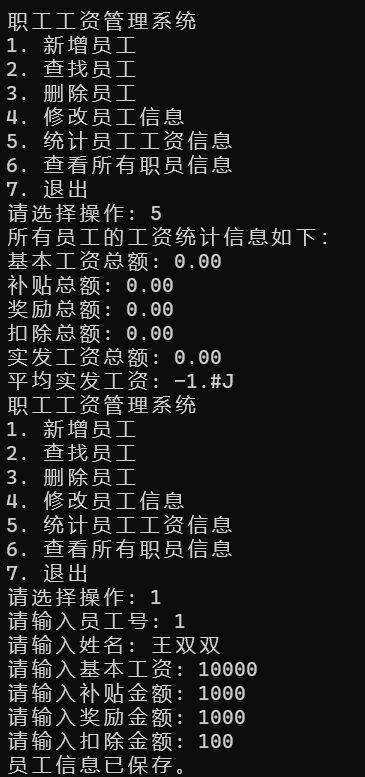 职工工资管理系统
1. 新增员工
2. 查找员工
3. 删除员工
4. 修改员工信息
5. 统计员工工资信息
6. 查看所有职员信息
7. 退出
请选择操作: 5
所有员工的工资统计信息如下:
基本工资总额: 0.00
补贴总额: 0.00
奖励总额: 0.00
扣除总额: 0.00
实发工资总额: 0.00
平均实发工资: -1.#J
职工工资管理系统
1. 新增员工
2. 查找员工
3. 删除员工
4. 修改员工信息
5. 统计员工工资信息
6. 查看所有职员信息
7. 退出
请选择操作: 1
请输入员工号: 1
请输入姓名: 王双双
请输入基本工资: 10000
请输入补贴金额: 1000
请输入奖励金额: 1000
请输入扣除金额: 100
员工信息已保存。